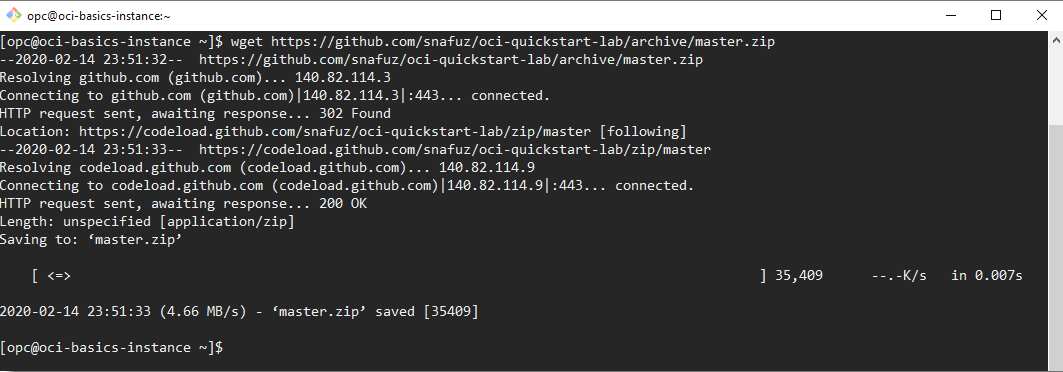 opc@oci-basics-instance:~
[opc@oci-basics-instance ~]$ wget https://github.com/snafuz/oci-quickstart-lab/archive/master.zip
--2020-02-14 23:51:32--  https://github.com/snafuz/oci-quickstart-lab/archive/master.zip
Resolving github.com (github.com)... 140.82.114.3
Connecting to github.com (github.com)|140.82.114.3|:443... connected.
HTTP request sent, awaiting response... 302 Found
Location: https://codeload.github.com/snafuz/oci-quickstart-lab/zip/master [following]
--2020-02-14 23:51:33--  https://codeload.github.com/snafuz/oci-quickstart-lab/zip/master
Resolving codeload.github.com (codeload.github.com)... 140.82.114.9
Connecting to codeload.github.com (codeload.github.com)|140.82.114.9|:443... connected.
HTTP request sent, awaiting response... 200 OK
Length: unspecified [application/zip]
Saving to: ‘master.zip’
[ <=> ] 35,409 --.-K/s in 0.007s
2020-02-14 23:51:33 (4.66 MB/s) - ‘master.zip’ saved [35409]
[opc@oci-basics-instance ~]$